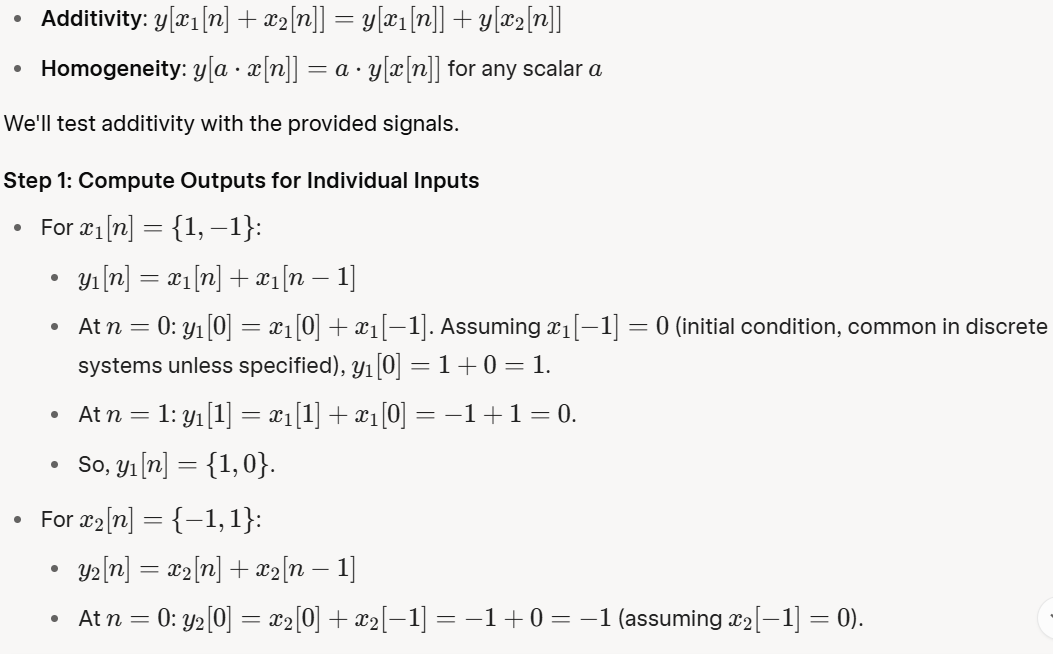 • Additivity: y[x₁[n] + x₂[n]] = y[x₁[n]] + y[x₂[n]]
• Homogeneity: y[a · x[n]] = a · y[x[n]] for any scalar a
We'll test additivity with the provided signals.
Step 1: Compute Outputs for Individual Inputs
• For x₁[n] = {1, −1}:
• y₁[n] = x₁[n] + x₁[n − 1]
• At n = 0: y₁[0] = x₁[0] + x₁[−1]. Assuming x₁[−1] = 0 (initial condition, common in discrete
systems unless specified), y₁[0] = 1 + 0 = 1.
• At n = 1: y₁[1] = x₁[1] + x₁[0] = −1 + 1 = 0.
• So, y₁[n] = {1, 0}.
• For x₂[n] = {−1, 1}:
• y₂[n] = x₂[n] + x₂[n − 1]
• At n = 0: y₂[0] = x₂[0] + x₂[−1] = −1 + 0 = −1 (assuming x₂[−1] = 0).